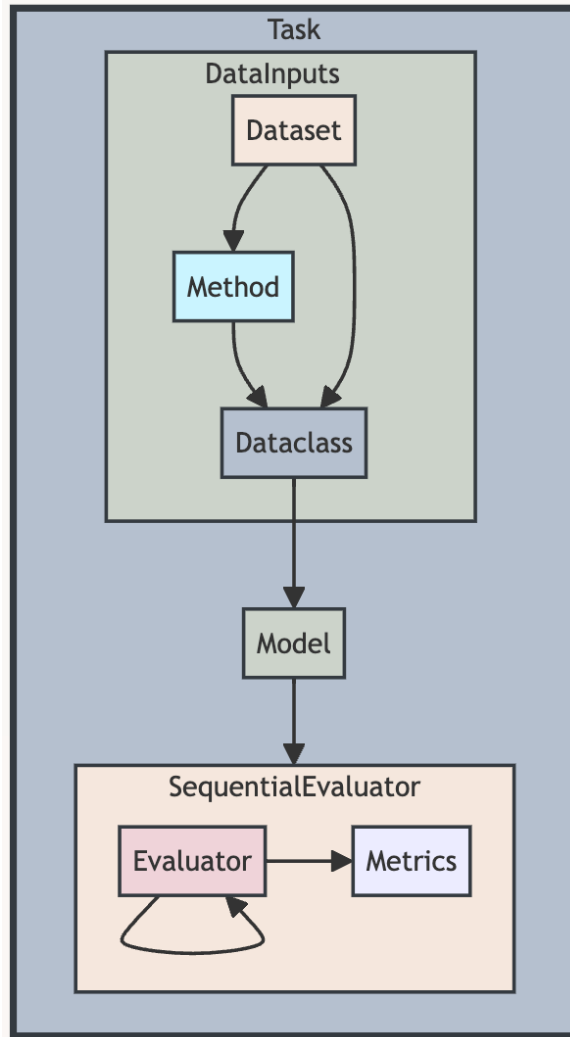 Task
DataInputs
Dataset
Method
Dataclass
Model
SequentialEvaluator
Evaluator
Metrics